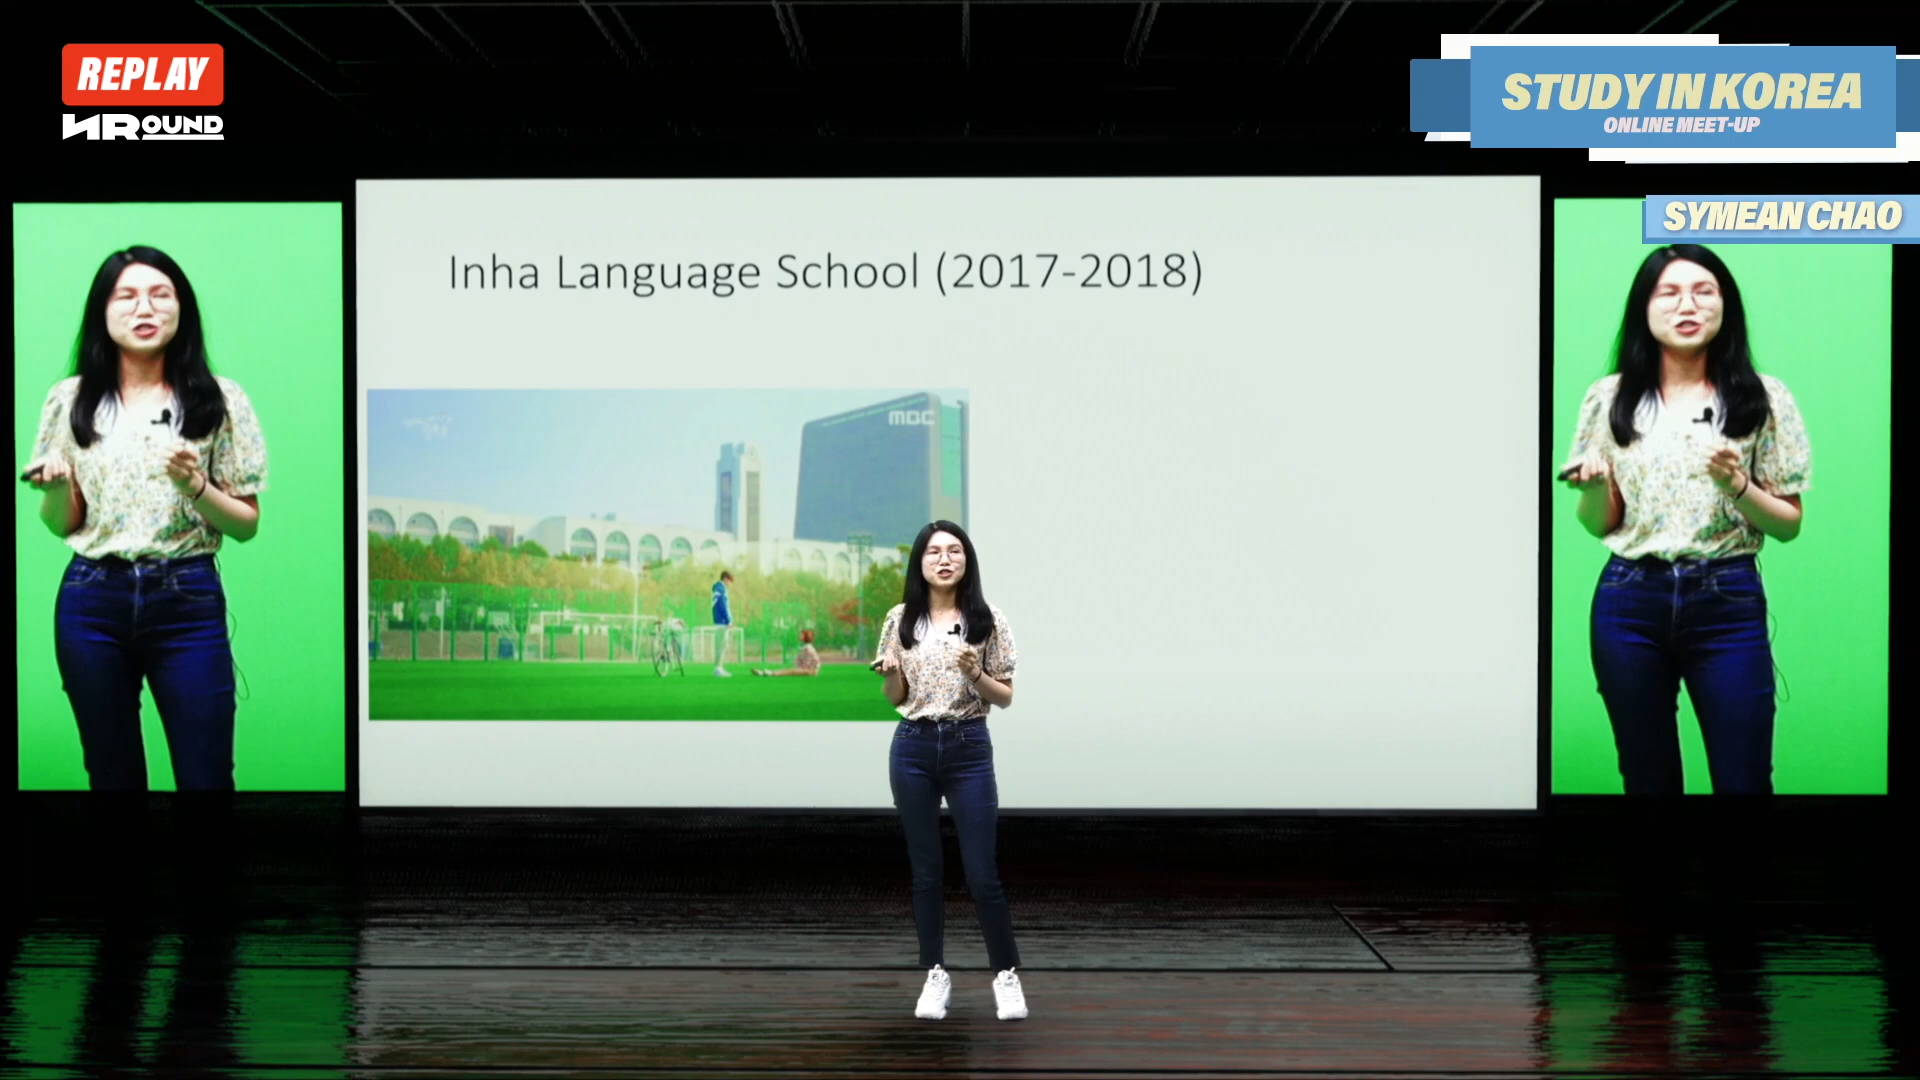 REPLAY
HROUND
STUDY IN KOREA
ONLINE MEET-UP
SYMEAN CHAO
Inha Language School (2017-2018)
MBC